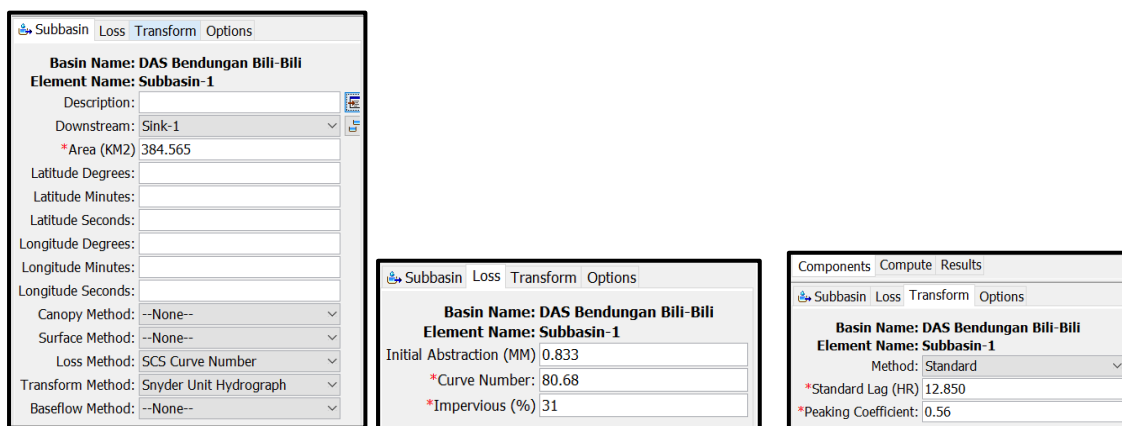 Subbasin Loss Transform Options
Basin Name: DAS Bendungan Bili-Bili
Element Name: Subbasin-1
Description:
Downstream: Sink-1
*Area (KM2) 384.565
Latitude Degrees:
Latitude Minutes:
Latitude Seconds:
Longitude Degrees:
Longitude Minutes:
Longitude Seconds:
Canopy Method: --None--
Surface Method: --None--
Loss Method: SCS Curve Number
Transform Method: Snyder Unit Hydrograph
Baseflow Method: --None--
Subbasin Loss Transform Options
Basin Name: DAS Bendungan Bili-Bili
Element Name: Subbasin-1
Initial Abstraction (MM) 0.833
*Curve Number: 80.68
*Impervious (%) 31
Components Compute Results
Subbasin Loss Transform Options
Basin Name: DAS Bendungan Bili-Bili
Element Name: Subbasin-1
Method: Standard
*Standard Lag (HR) 12.850
*Peaking Coefficient: 0.56